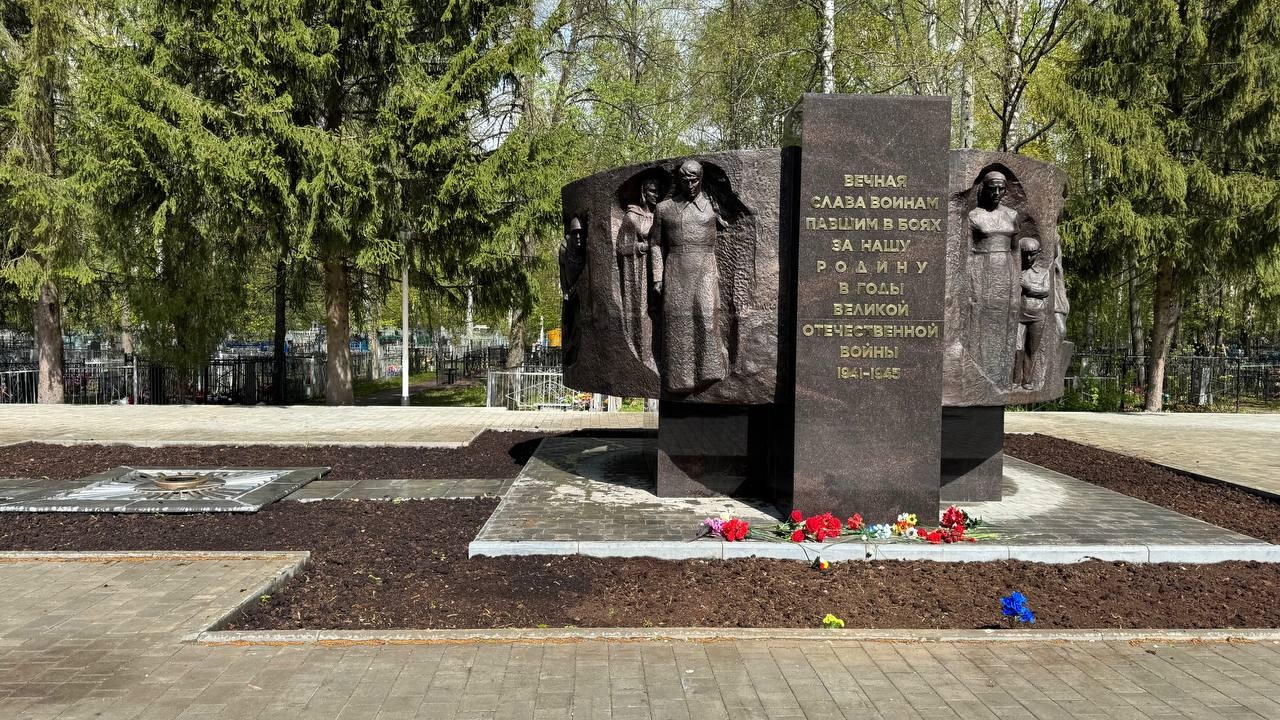 ВЕЧНАЯ
СЛАВА ВОИНАМ
ПАВШИМ В БОЯХ
ЗА НАШУ
РОДИНУ
В ГОДЫ
ВЕЛИКОЙ
ОТЕЧЕСТВЕННОЙ
ВОЙНЫ
1941-1945